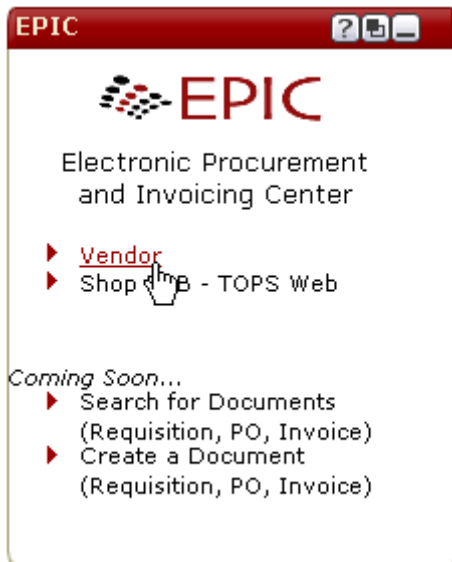 EPIC
EPIC
Electronic Procurement
and Invoicing Center
Vendor
Shop B - TOPS Web
Coming Soon...
Search for Documents
(Requisition, PO, Invoice)
Create a Document
(Requisition, PO, Invoice)